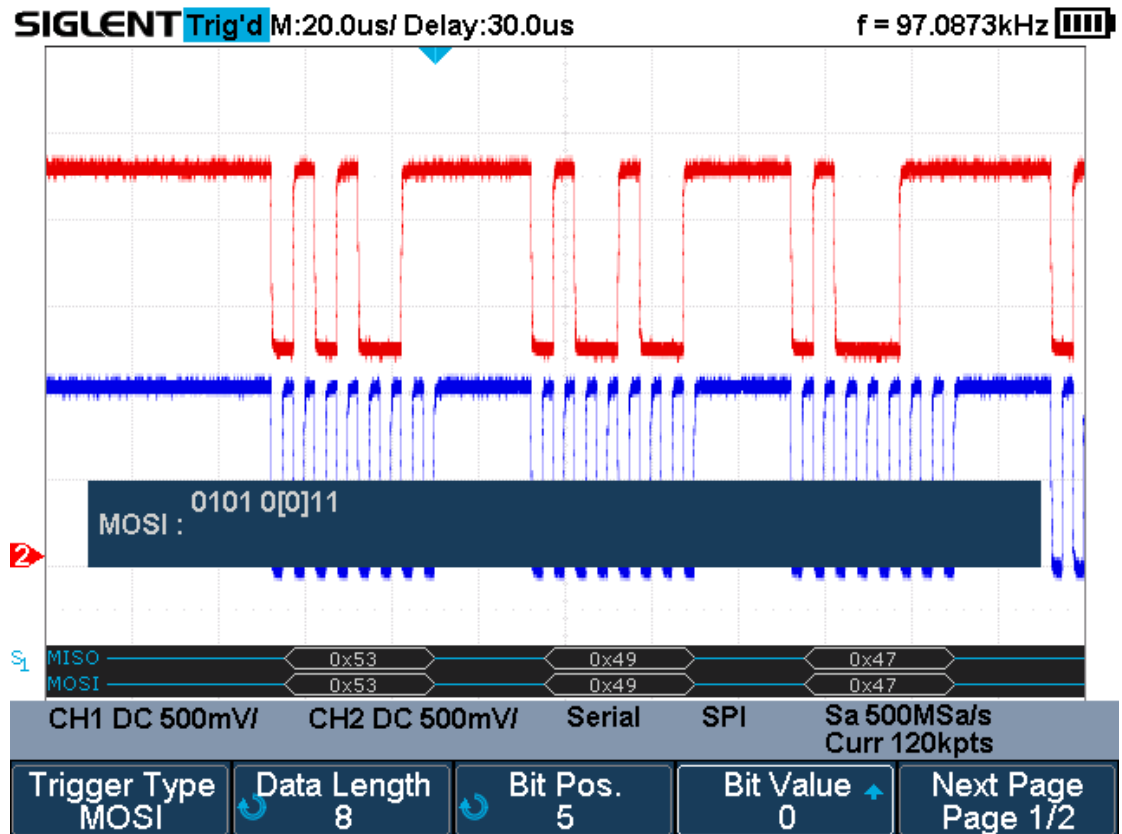 SIGLENT Trig'd M:20.0us/ Delay:30.0us f = 97.0873kHz
0101 0[0]11
MOSI :
2
S1
MISO 0x53 0x49 0x47
MOSI 0x53 0x49 0x47
CH1 DC 500mV/ CH2 DC 500mV/ Serial SPI Sa 500MSa/s
Curr 120kpts
Trigger Type Data Length Bit Pos. Bit Value Next Page
MOSI 8 5 0 Page 1/2